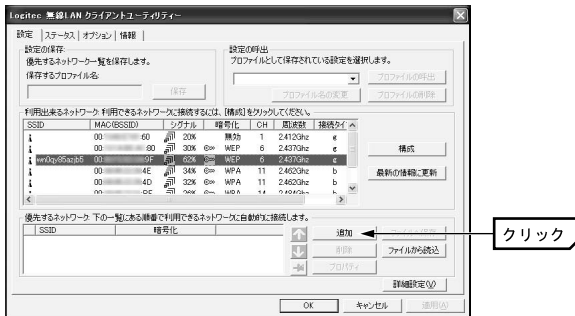 Logitec 無線LAN クライアントユーティリティー
設定 ステータス オプション 情報
設定の保存:
優先するネットワーク一覧を保存します。
保存するプロファイル名:
保存
設定の呼出
プロファイルとして保存されている設定を選択します。
プロファイルの呼出
プロファイル名の変更 プロファイルの削除
利用出来るネットワーク: 利用できるネットワークに接続するには、[構成]をクリックしてください。
SSID MAC(BSSID) シグナル 暗号化 CH 周波数 接続タイ
00 :60 20% 無効 1 2.412Ghz
00 :80 30% WEP 6 2.437Ghz
00 9F 62% WEP 6 2.437Ghz
00 4E 34% WPA 11 2.462Ghz b
00 4D 32% WPA 11 2.462Ghz b
構成
最新の情報に更新
優先するネットワーク: 下の一覧にある順番で利用できるネットワークに自動的に接続します。
SSID 暗号化
追加
削除 ファイルから読込
プロパティ
詳細設定(V)
OK キャンセル 適用(A)
クリック